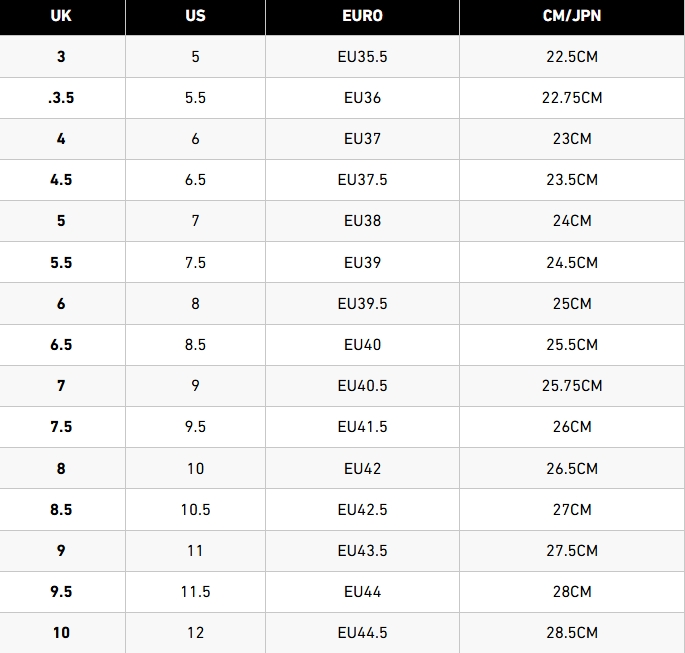 UK US EURO CM/JPN
3 5 EU35.5 22.5CM
.3.5 5.5 EU36 22.75CM
4 6 EU37 23CM
4.5 6.5 EU37.5 23.5CM
5 7 EU38 24CM
5.5 7.5 EU39 24.5CM
6 8 EU39.5 25CM
6.5 8.5 EU40 25.5CM
7 9 EU40.5 25.75CM
7.5 9.5 EU41.5 26CM
8 10 EU42 26.5CM
8.5 10.5 EU42.5 27CM
9 11 EU43.5 27.5CM
9.5 11.5 EU44 28CM
10 12 EU44.5 28.5CM